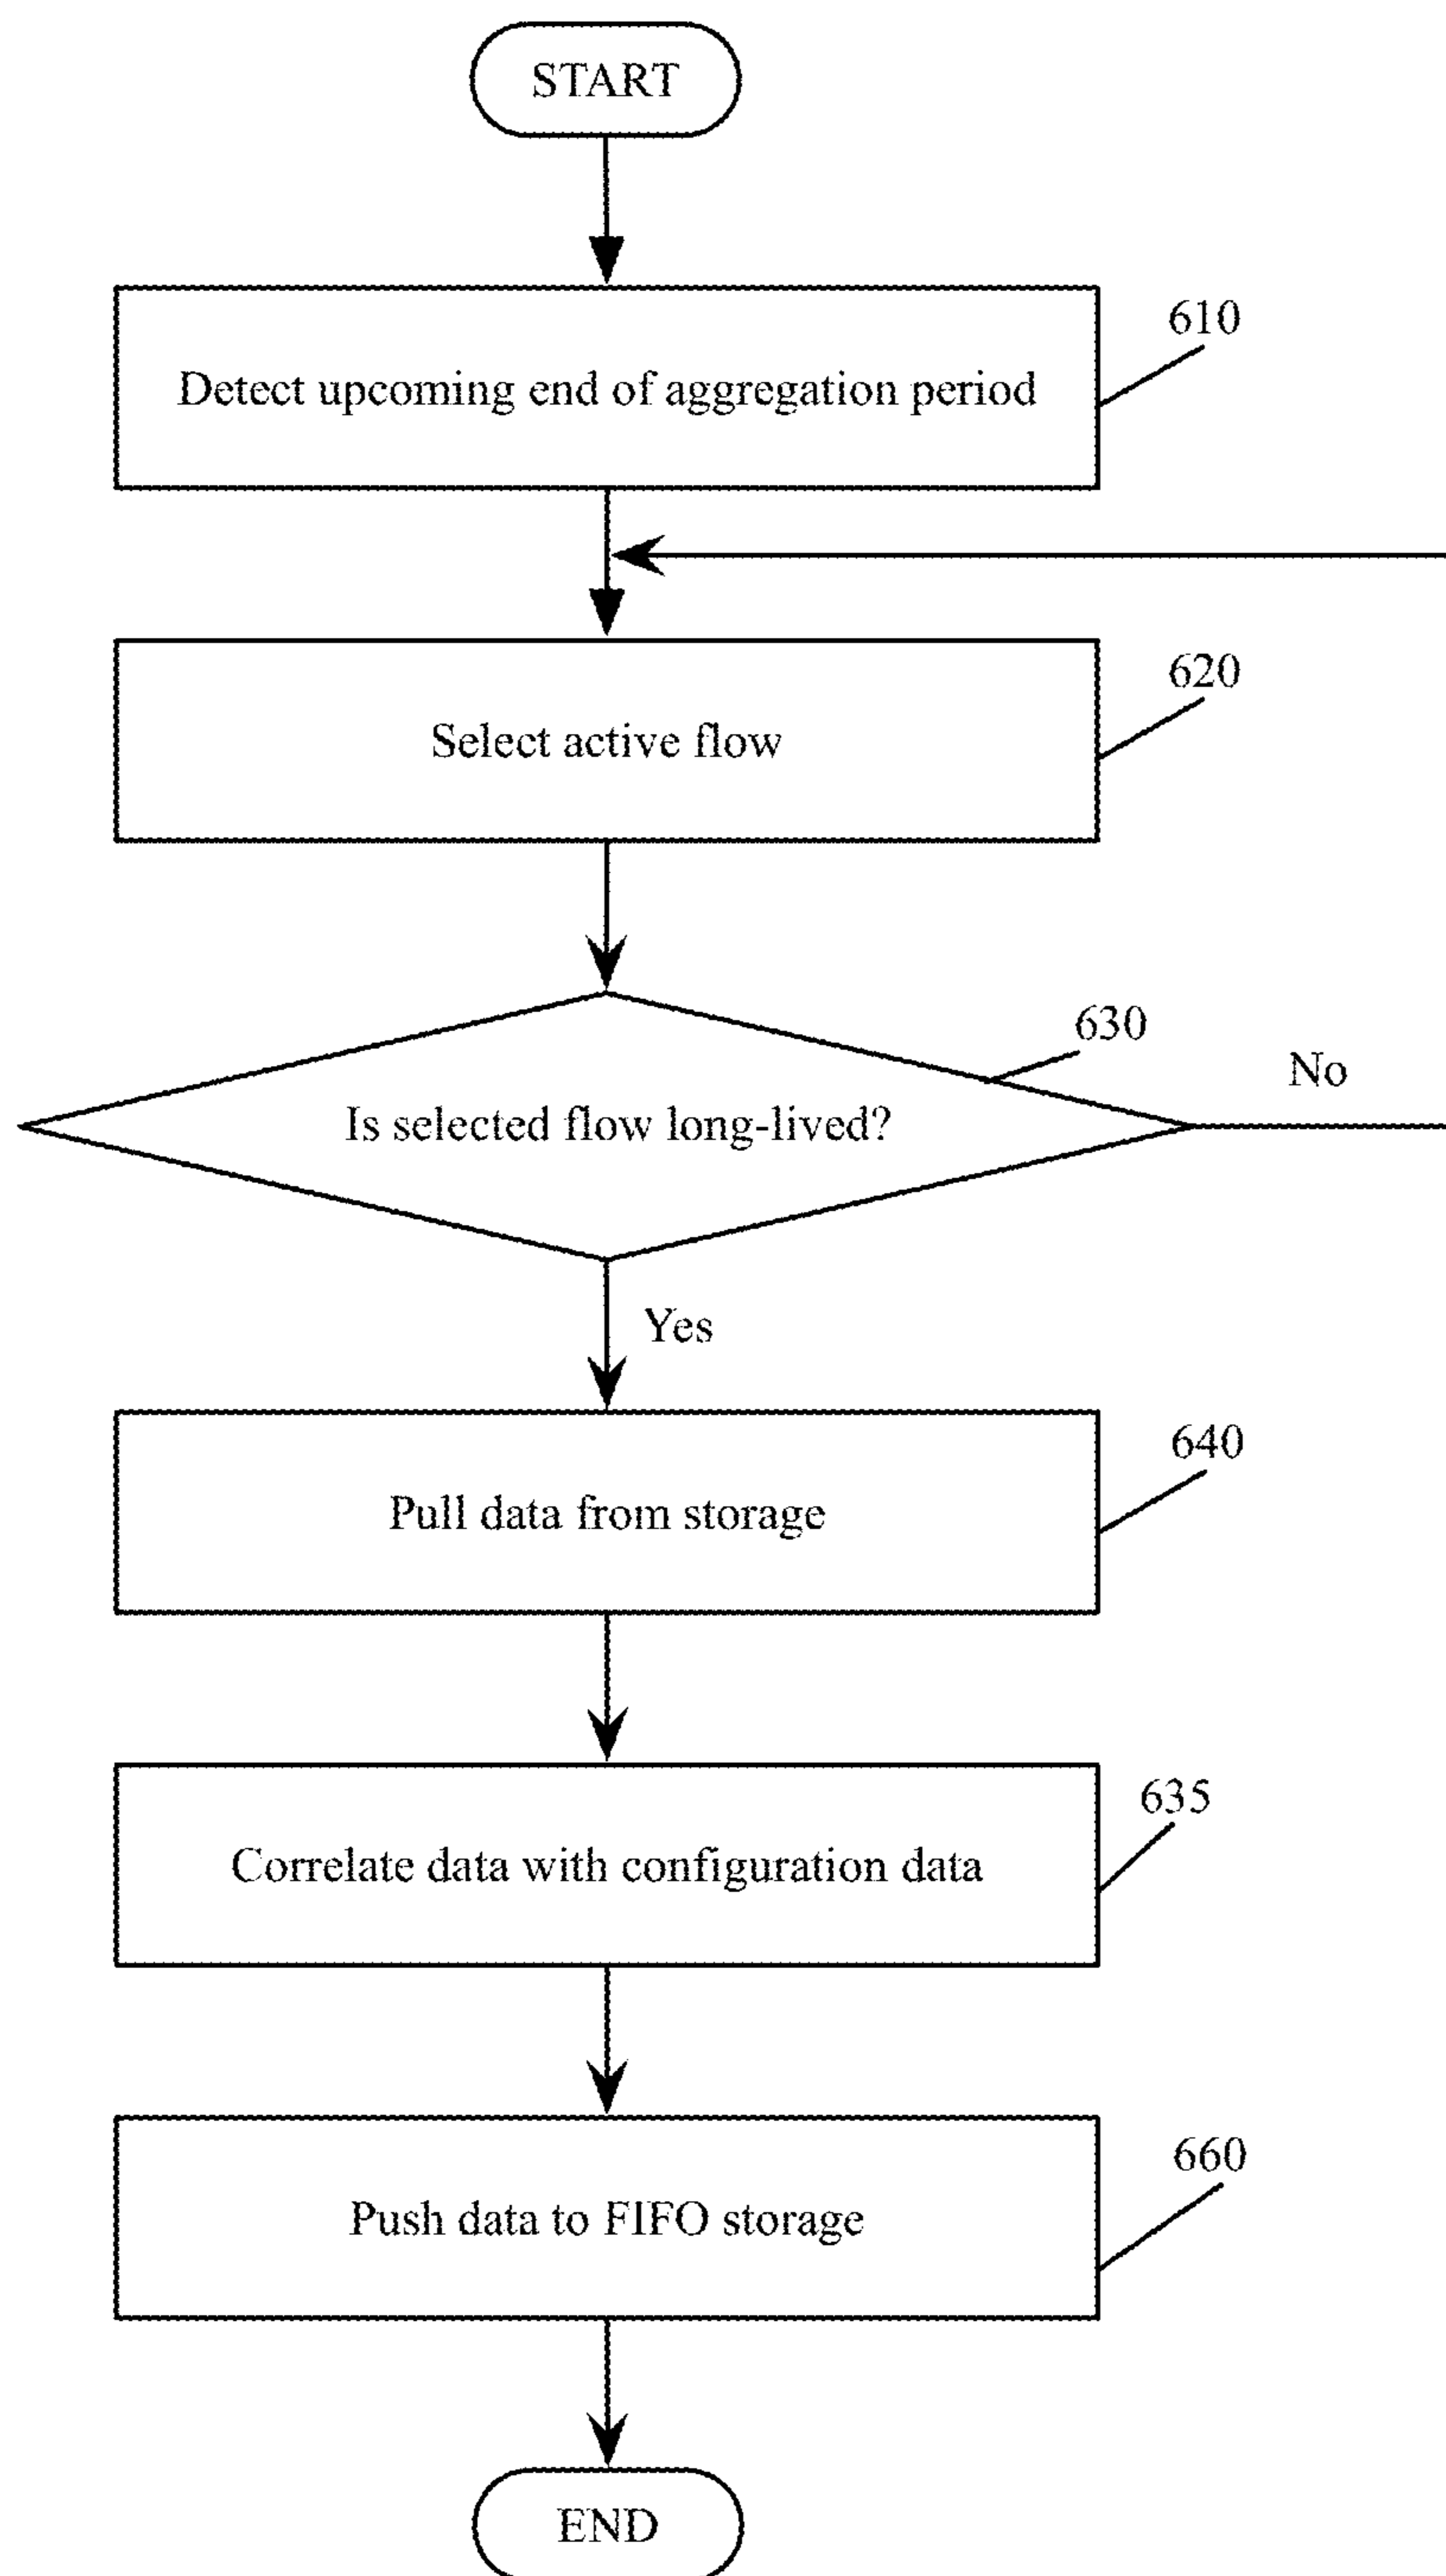 START
610
Detect upcoming end of aggregation period
620
Select active flow
630
No
Is selected flow long-lived?
Yes
640
Pull data from storage
635
Correlate data with configuration data
660
Push data to FIFO storage
END